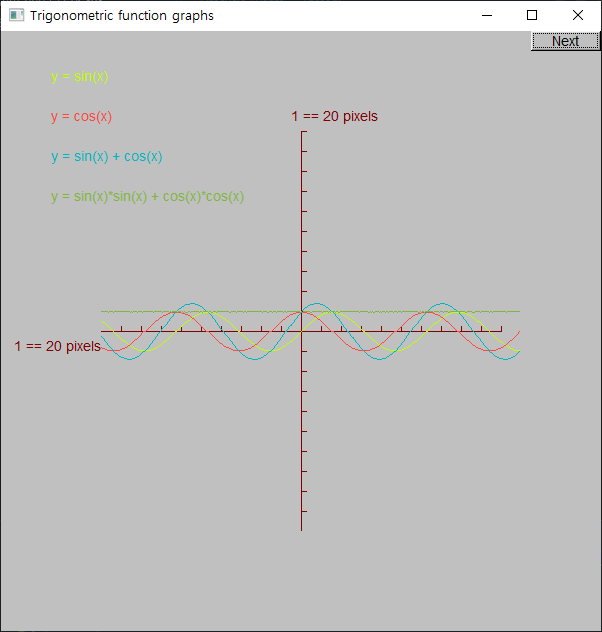 Trigonometric function graphs
Next
y = sin(x)
y = cos(x)
1 == 20 pixels
y = sin(x) + cos(x)
y = sin(x)*sin(x) + cos(x)*cos(x)
1 == 20 pixels